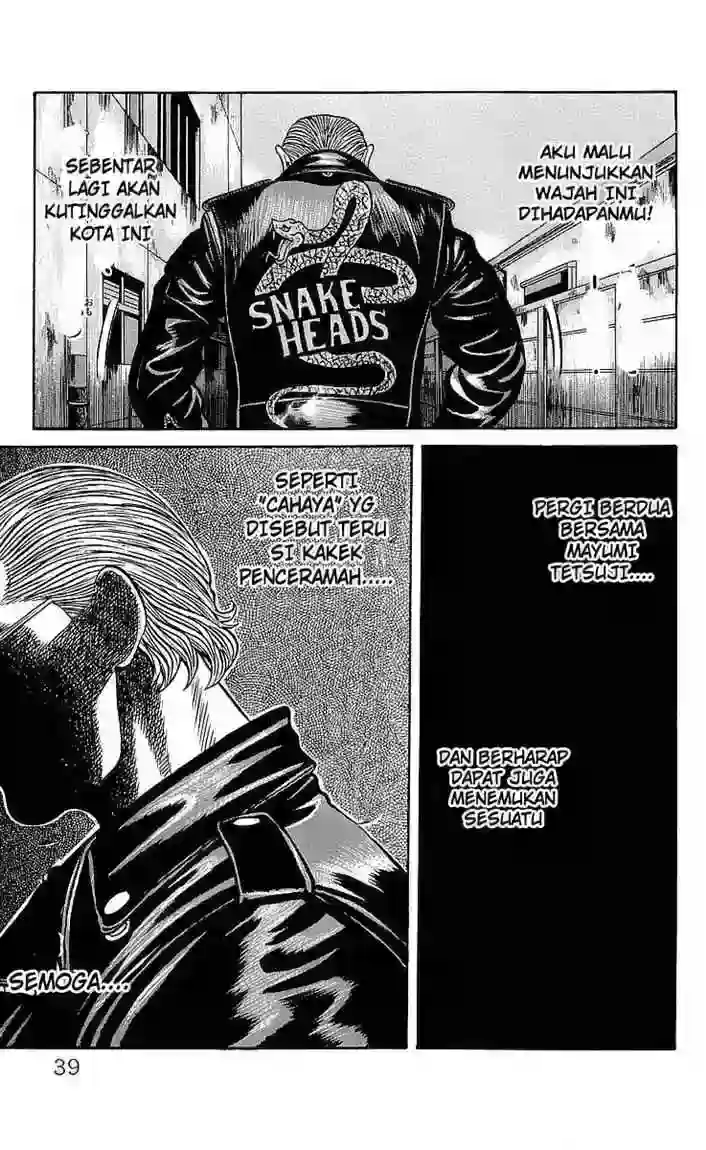 AKU MALU
MENUNJUKKAN
WAJAH INI
DIHADAPANMU!
SEBENTAR
LAGI AKAN
KUTINGGALKAN
KOTA INI
SNAKE
HEADS
PERGI BERDUA
BERSAMA
MAYUMI
TETSUJI....
DAN BERHARAP
DAPAT JUGA
MENEMUKAN
SESUATU
SEPERTI
"CAHAYA" YG
DISEBUT TERU
SI KAKEK
PENCERAMAH.....
SEMOGA....
39